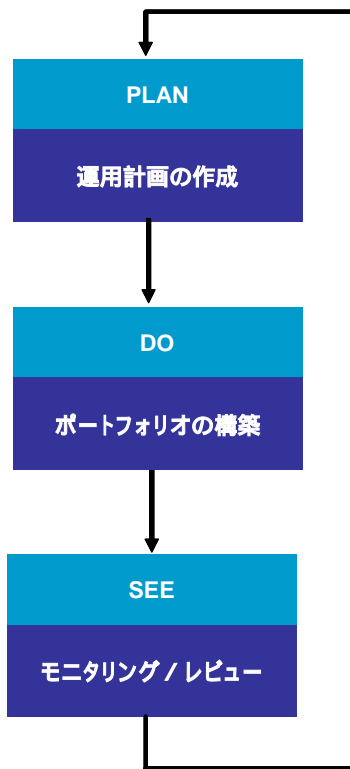 PLAN
運用計画の作成
DO
ポートフォリオの構築
SEE
モニタリング / レビュー